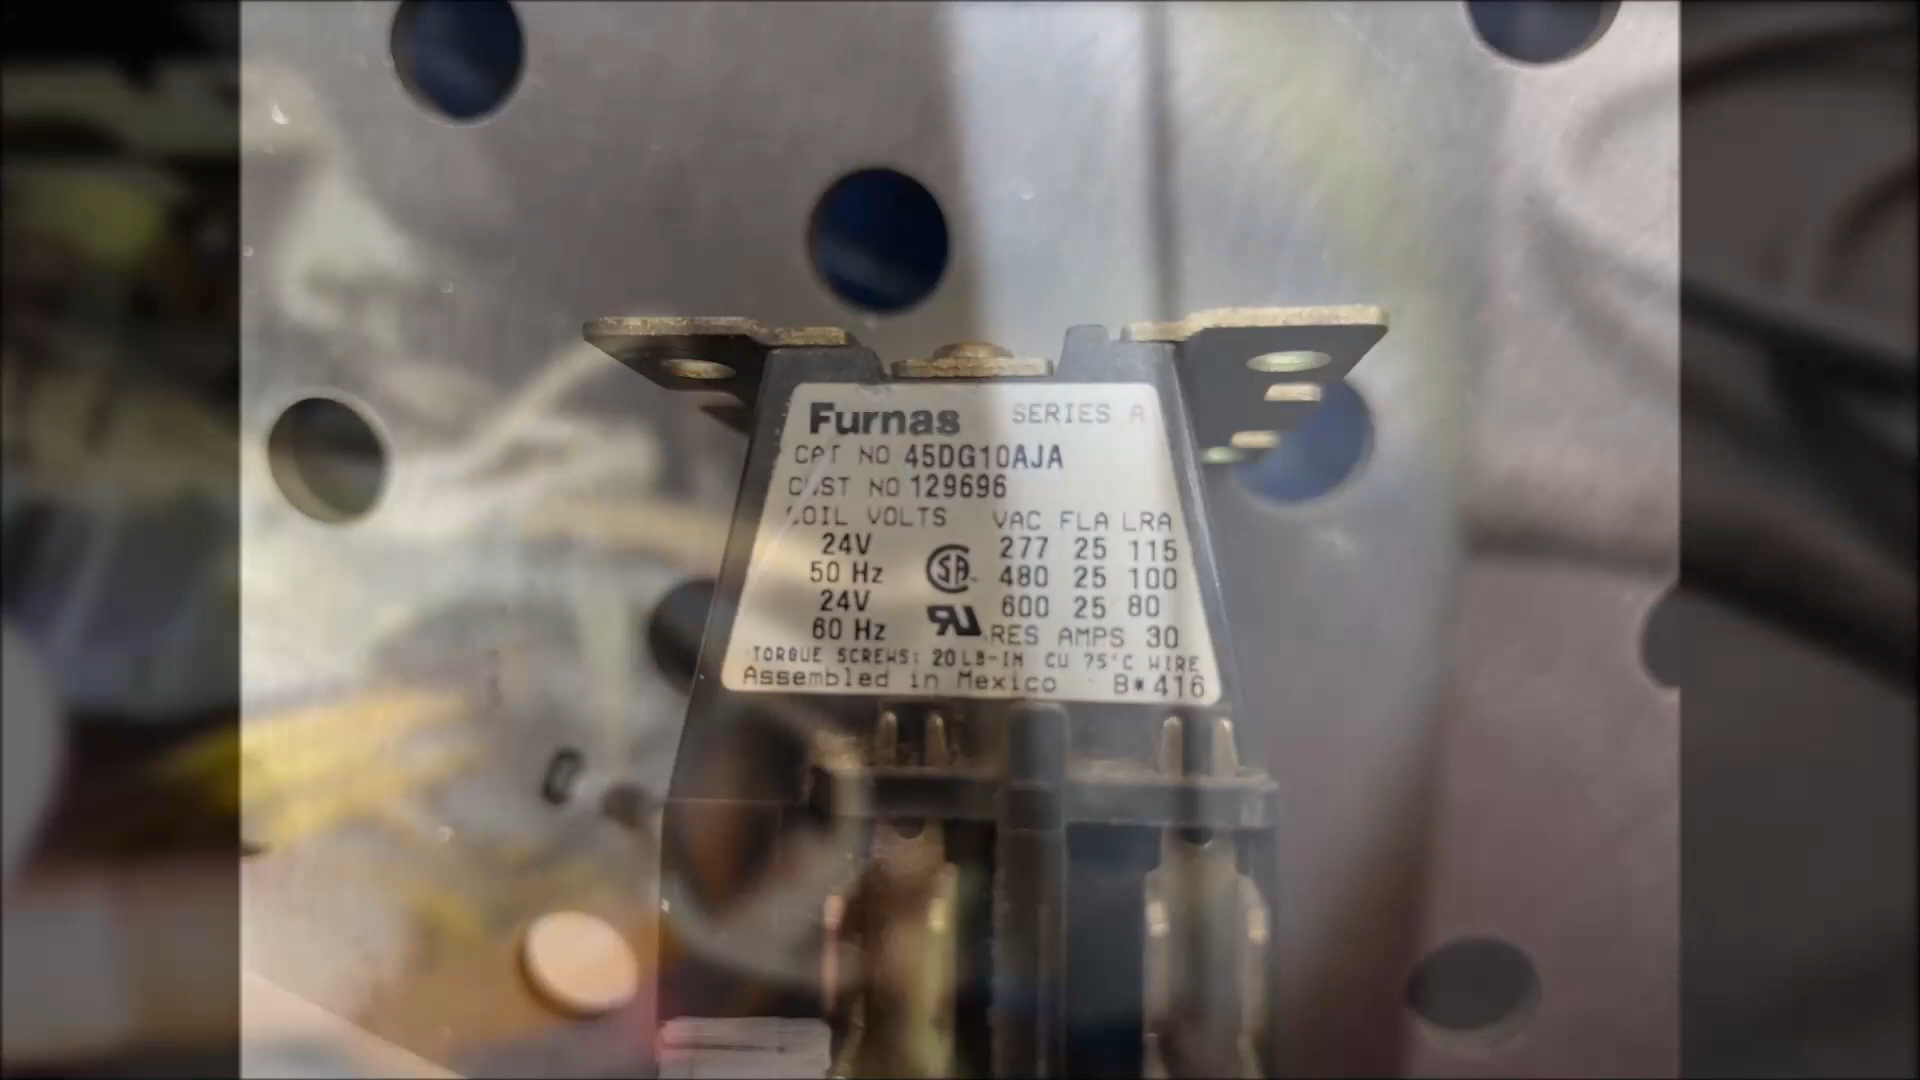 Furnas SERIES A
CAT NO 45DG10AJA
CUST NO 129696
COIL VOLTS VAC FLA LRA
24V 277 25 115
50 Hz 480 25 100
24V 600 25 80
60 Hz RES AMPS 30
TORQUE SCREWS: 20 LB-IN CU 75°C WIRE
Assembled in Mexico B* 416